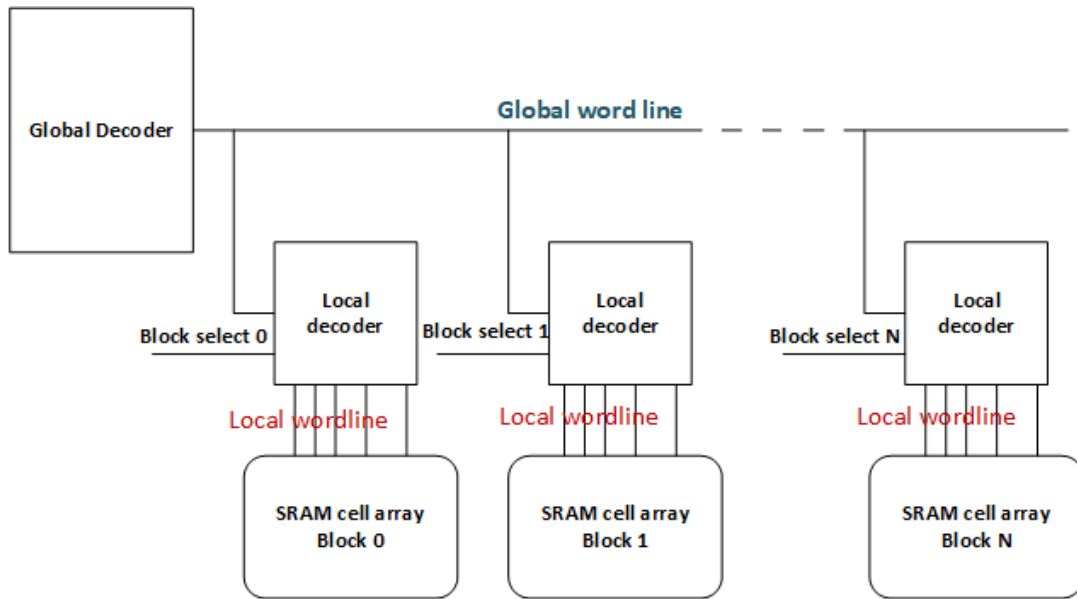 Global Decoder
Global word line
Local
decoder
Local
decoder
Local
decoder
Block select 0
Block select 1
Block select N
Local wordline
Local wordline
Local wordline
SRAM cell array
Block 0
SRAM cell array
Block 1
SRAM cell array
Block N